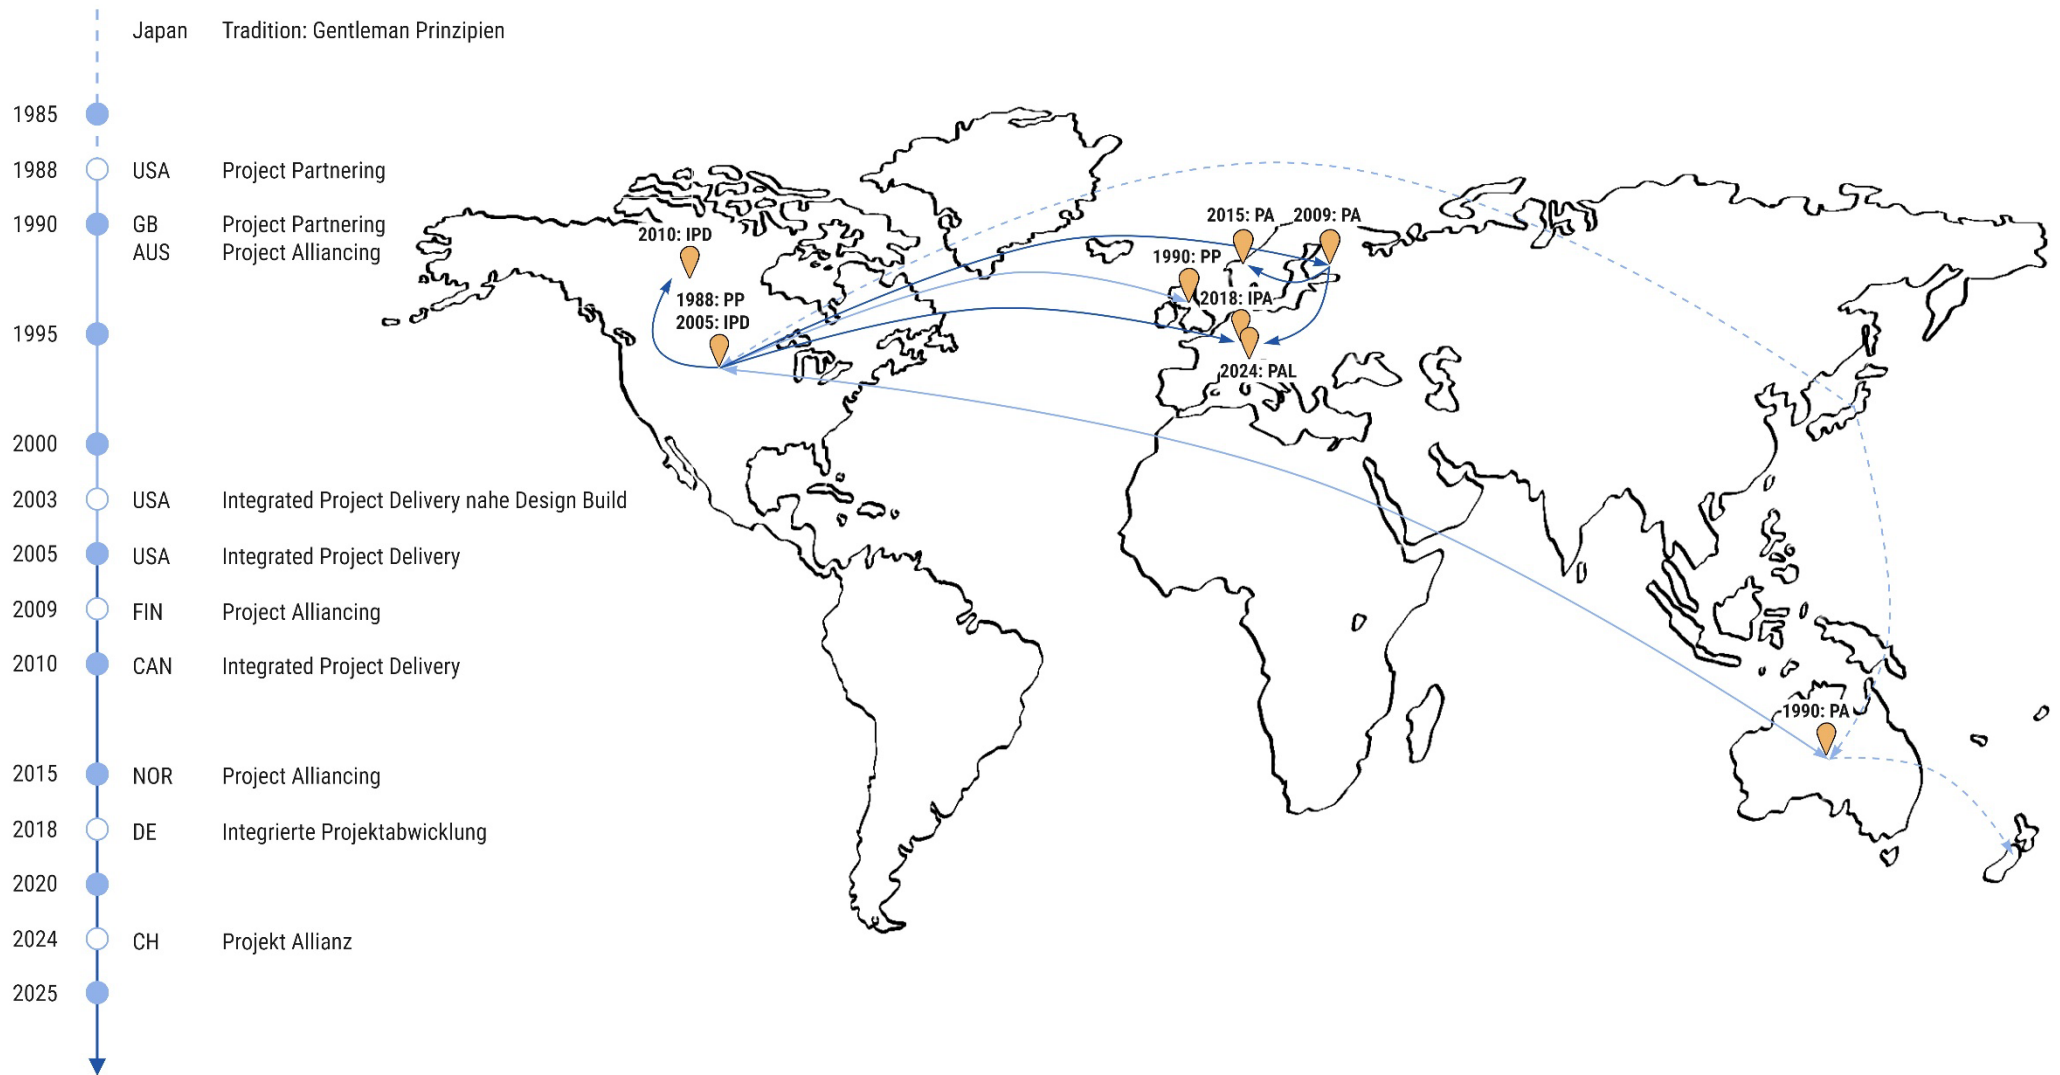 Japan Tradition: Gentleman Prinzipien
1985
1988 USA Project Partnering
1990 GB Project Partnering
AUS Project Alliancing
1995
2000
2003 USA Integrated Project Delivery nahe Design Build
2005 USA Integrated Project Delivery
2009 FIN Project Alliancing
2010 CAN Integrated Project Delivery
2015 NOR Project Alliancing
2018 DE Integrierte Projektabwicklung
2020
2024 CH Projekt Allianz
2025
2010: IPD
1988: PP
2005: IPD
2015: PA
2009: PA
1990: PP
2018: IPA
2024: PAL
1990: PA